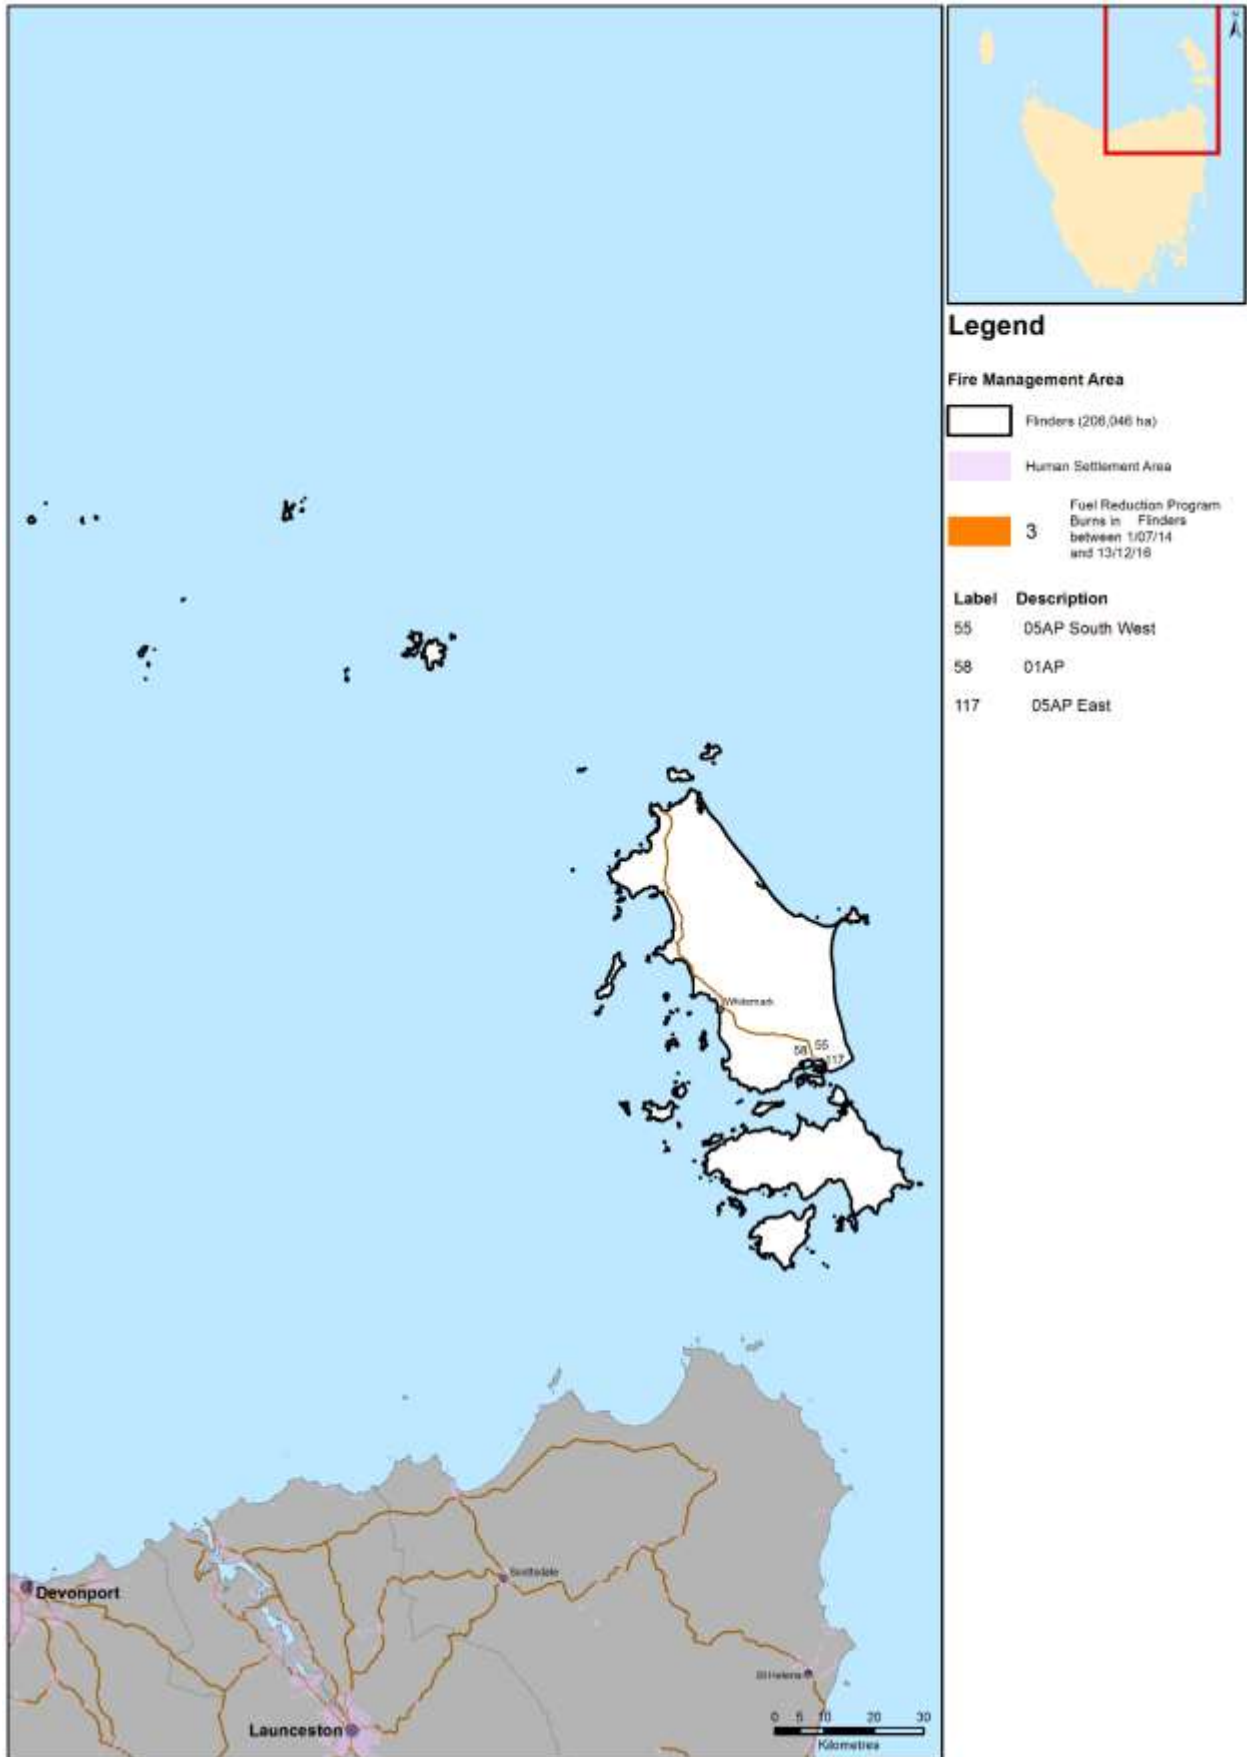 N
Legend
Fire Management Area
Flinders (206,046 ha)
Human Settlement Area
3
Fuel Reduction Program
Burns in Flinders
between 1/07/14
and 13/12/16
Label Description
55 05AP South West
58 01AP
117 05AP East
Whitemark
58 55
117
Scottsdale
Devonport
St Helens
Launceston
0 5 10 20 30
Kilometres